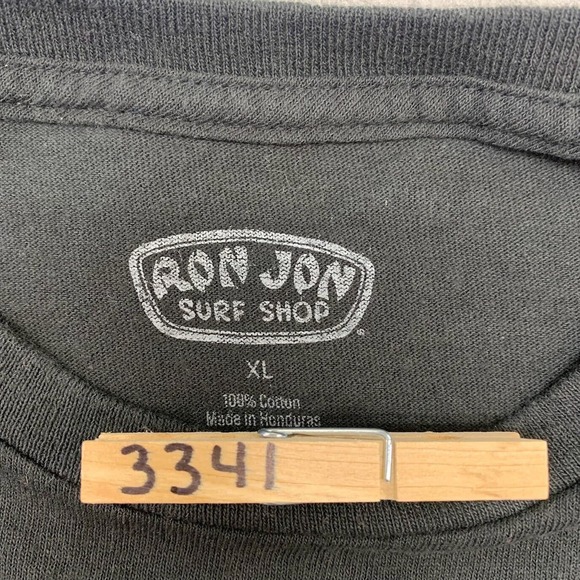 RON JON
SURF SHOP
®
XL
100% Cotton
Made in Honduras
3341